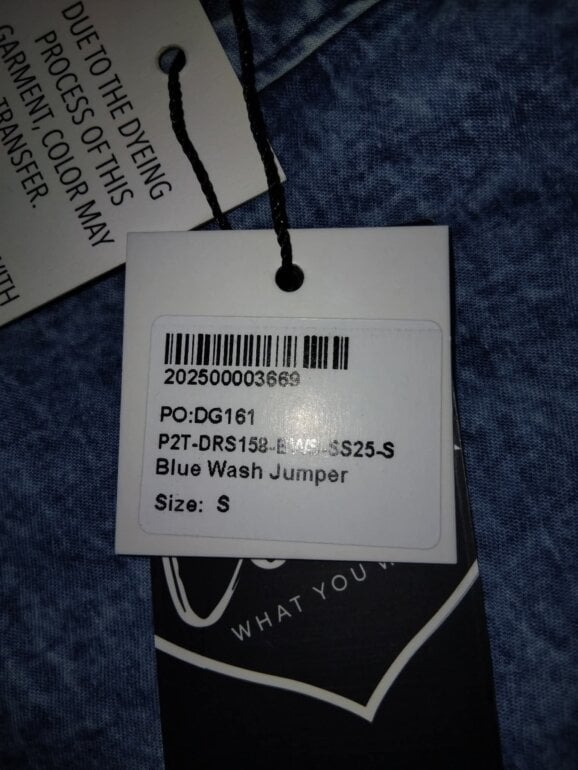 DUE TO THE DYEING
PROCESS OF THIS
GARMENT, COLOR MAY
TRANSFER.
WITH
202500003669
PO:DG161
P2T-DRS158- -SS25-S
Blue Wash Jumper
Size: S
WHAT YOU